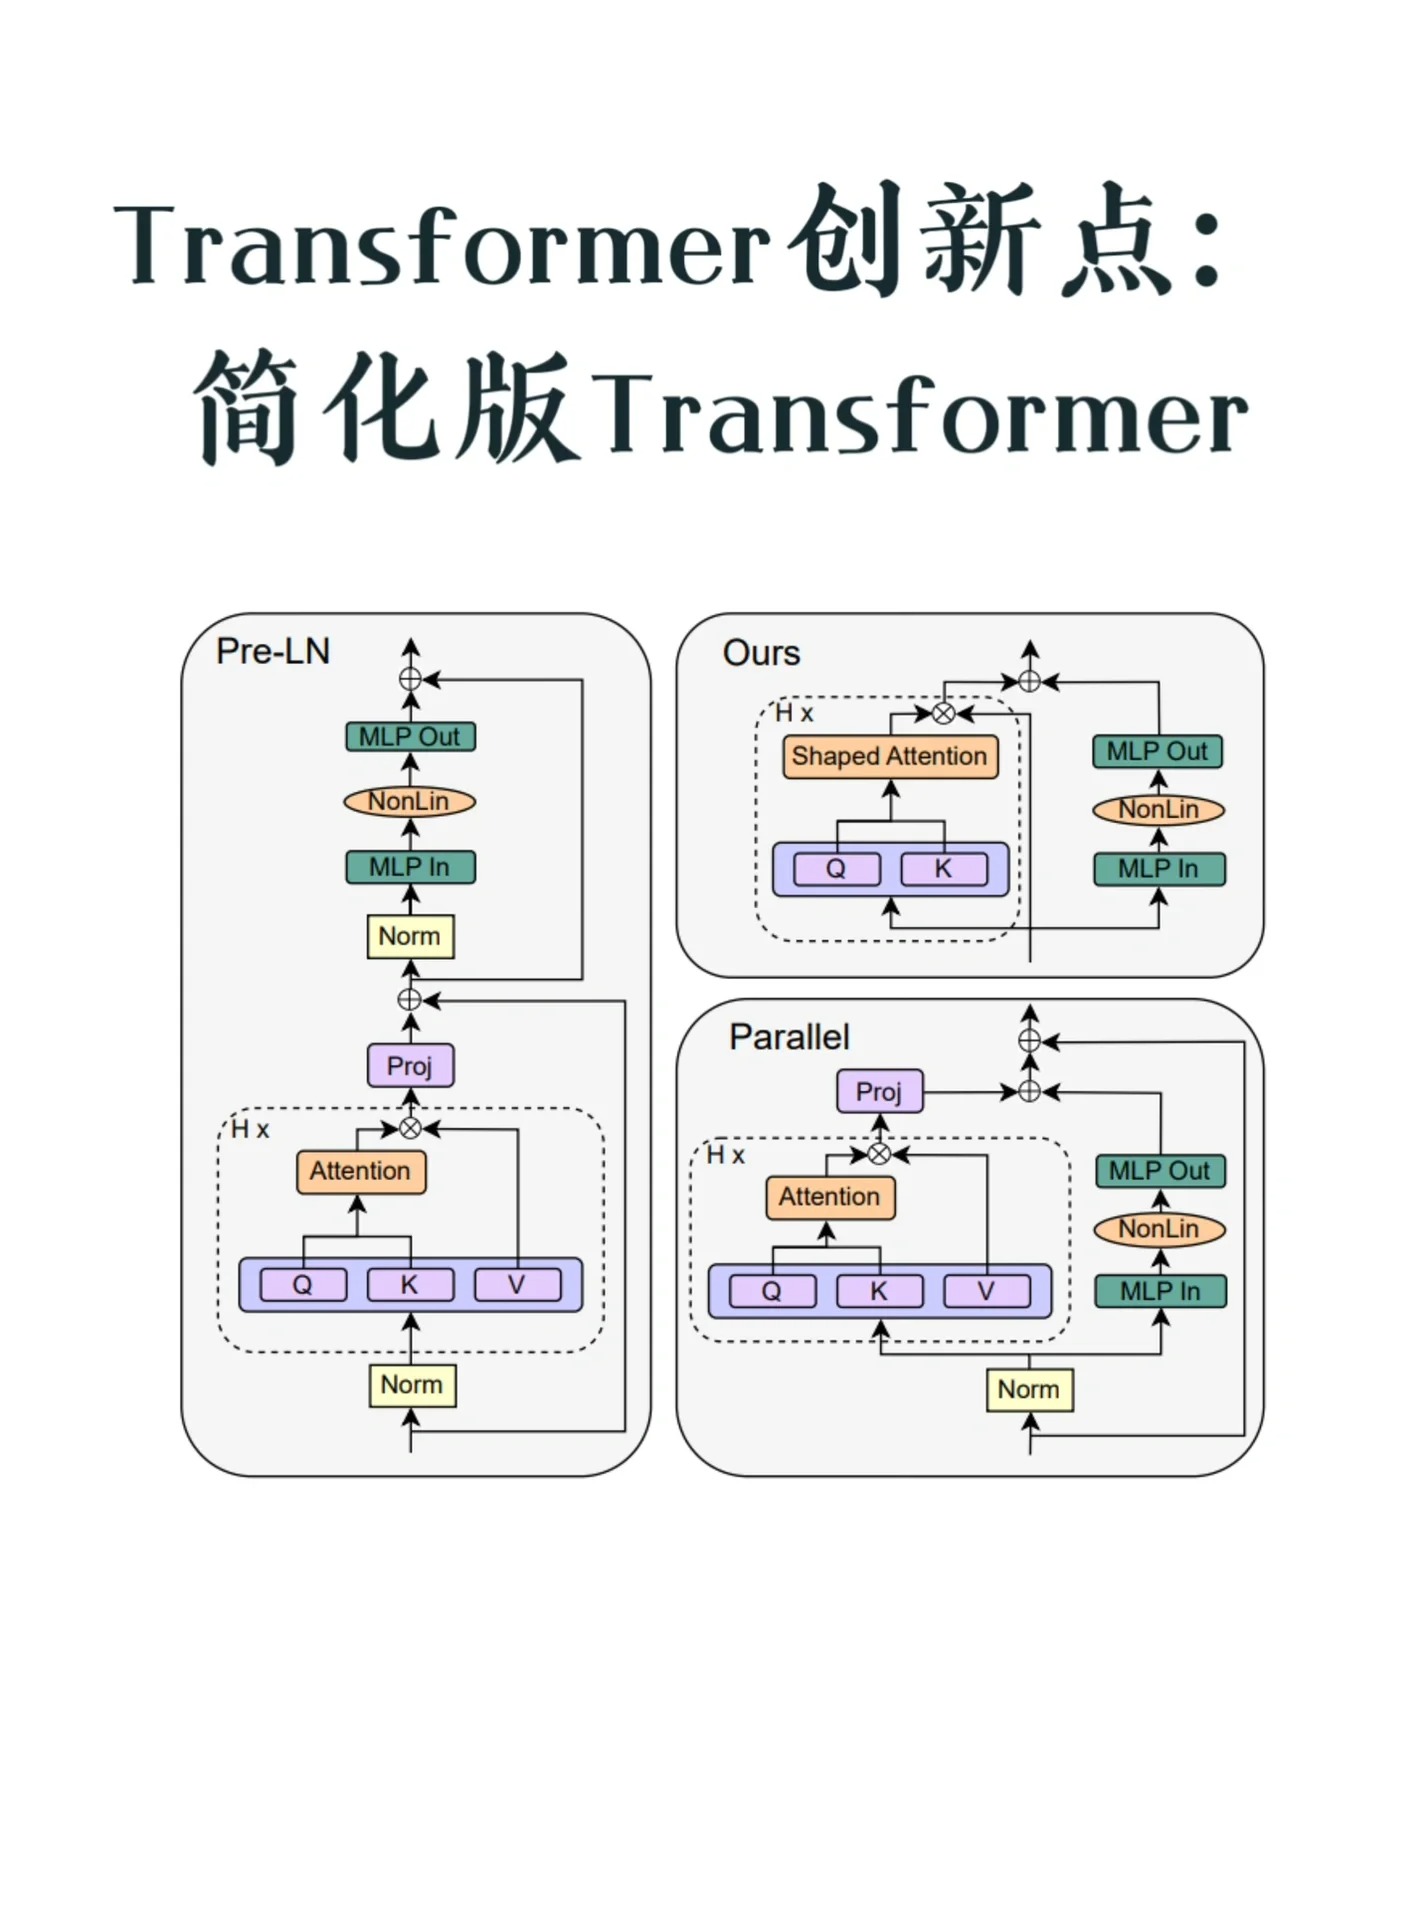 Transformer创新点:
简化版Transformer
Pre-LN
MLP Out
NonLin
MLP In
Norm
Proj
H x
Attention
Q K V
Norm
Ours
H x
Shaped Attention
Q K
MLP Out
NonLin
MLP In
Parallel
Proj
H x
Attention
Q K V
MLP Out
NonLin
MLP In
Norm